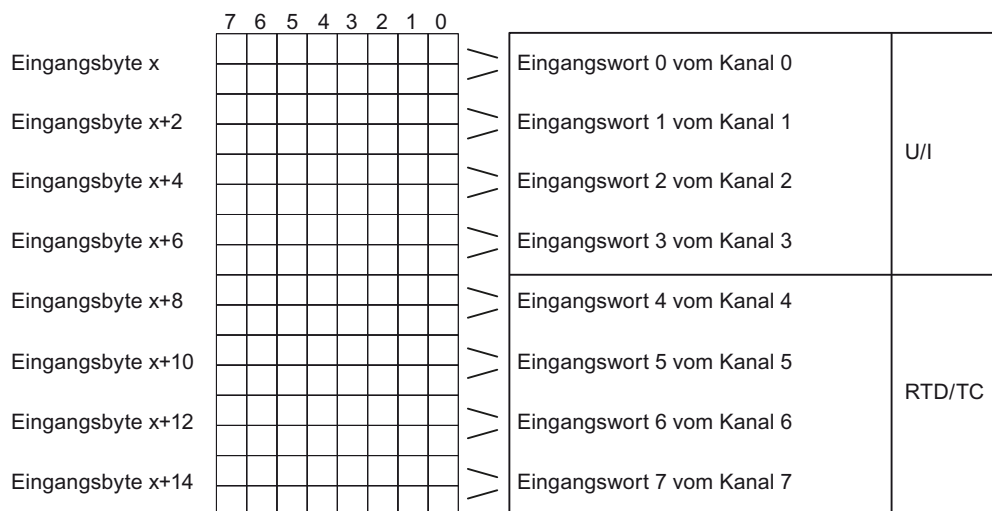 7 6 5 4 3 2 1 0
Eingangsbyte x Eingangswort 0 vom Kanal 0
Eingangsbyte x+2 Eingangswort 1 vom Kanal 1
U/I
Eingangsbyte x+4 Eingangswort 2 vom Kanal 2
Eingangsbyte x+6 Eingangswort 3 vom Kanal 3
Eingangsbyte x+8 Eingangswort 4 vom Kanal 4
Eingangsbyte x+10 Eingangswort 5 vom Kanal 5
RTD/TC
Eingangsbyte x+12 Eingangswort 6 vom Kanal 6
Eingangsbyte x+14 Eingangswort 7 vom Kanal 7